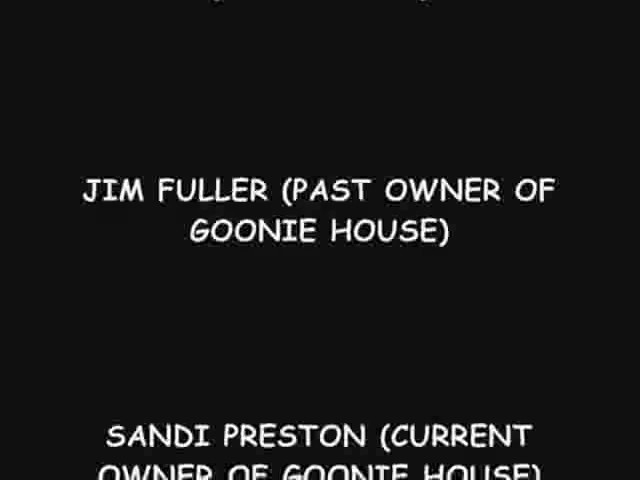 JIM FULLER (PAST OWNER OF
GOONIE HOUSE)
SANDI PRESTON (CURRENT
OWNER OF GOONIE HOUSE)